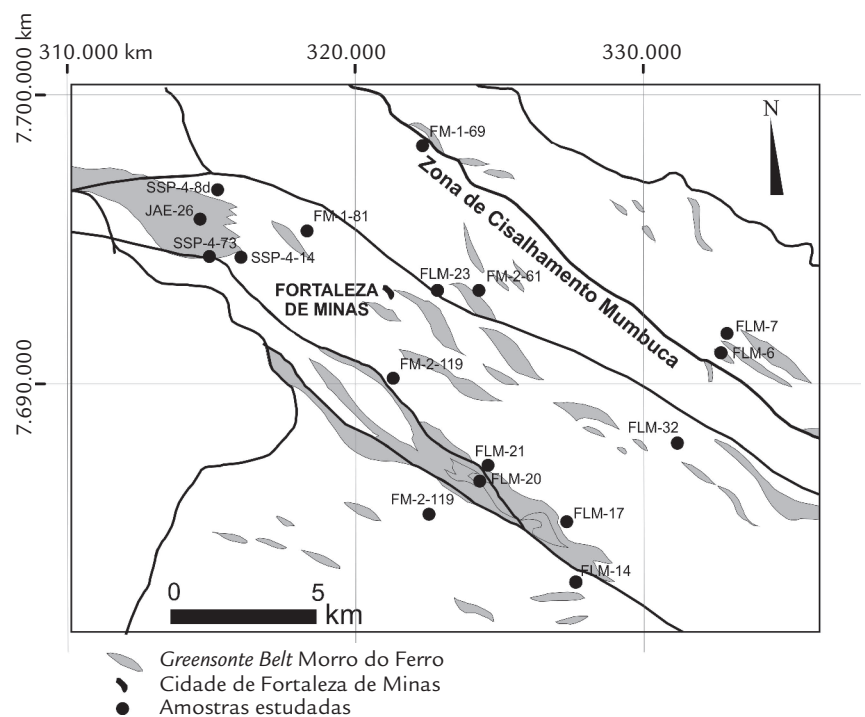 310.000 km
320.000
330.000
7.700.000 km
7.690.000
N
FM-1-69
Zona de Cisalhamento Mumbuca
SSP-4-8d
JAE-26
FM-1-81
SSP-4-73
SSP-4-14
FORTALEZA
DE MINAS
FLM-23
FM-2-61
FLM-7
FLM-6
FM-2-119
FLM-32
FLM-21
FLM-20
FM-2-119
FLM-17
FLM-14
0
5
km
Greensonte Belt Morro do Ferro
Cidade de Fortaleza de Minas
Amostras estudadas